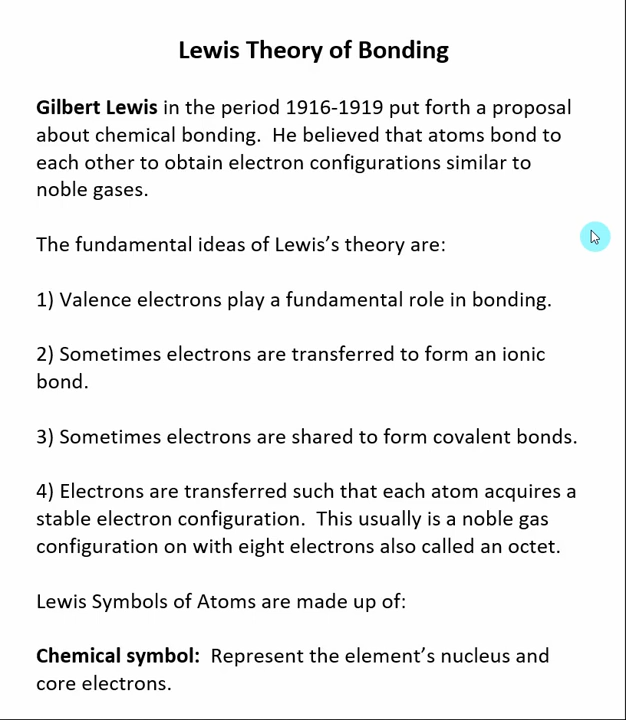 Lewis Theory of Bonding
Gilbert Lewis in the period 1916-1919 put forth a proposal
about chemical bonding.  He believed that atoms bond to
each other to obtain electron configurations similar to
noble gases.
The fundamental ideas of Lewis’s theory are:
1) Valence electrons play a fundamental role in bonding.
2) Sometimes electrons are transferred to form an ionic
bond.
3) Sometimes electrons are shared to form covalent bonds.
4) Electrons are transferred such that each atom acquires a
stable electron configuration.  This usually is a noble gas
configuration on with eight electrons also called an octet.
Lewis Symbols of Atoms are made up of:
Chemical symbol:  Represent the element’s nucleus and
core electrons.